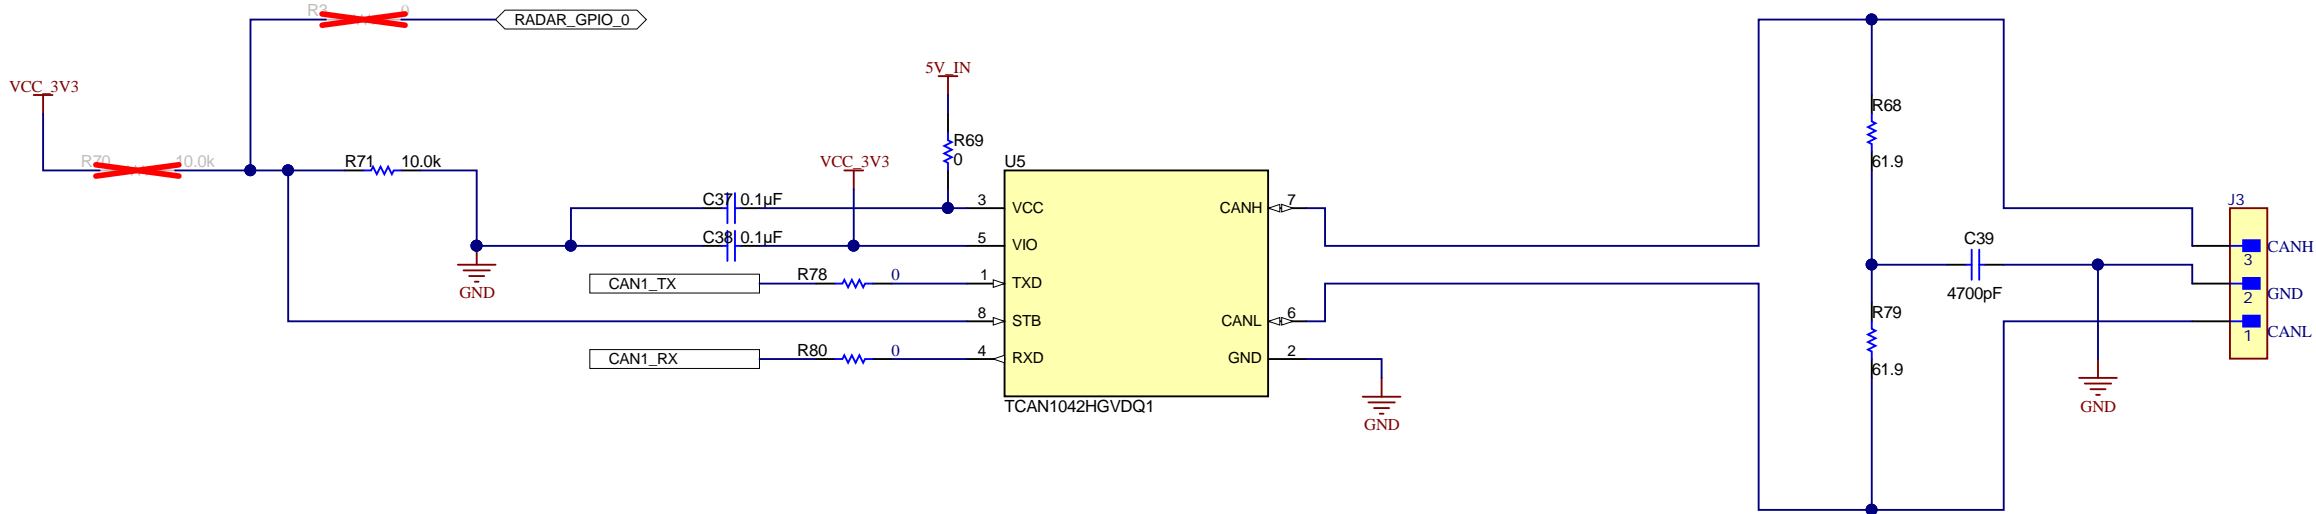 R3 0
RADAR_GPIO_0
VCC_3V3
5V_IN
R68
R69
0
R70 10.0k
R71 10.0k
VCC_3V3
U5
61.9
C37 0.1µF
3 VCC
CANH 7
J3
C38 0.1µF
5 VIO
C39
3 CANH
GND
CAN1_TX
R78 0
1 TXD
4700pF
2 GND
8 STB
CANL 6
R79
1 CANL
CAN1_RX
R80 0
4 RXD
GND 2
61.9
TCAN1042HGVDQ1
GND
GND